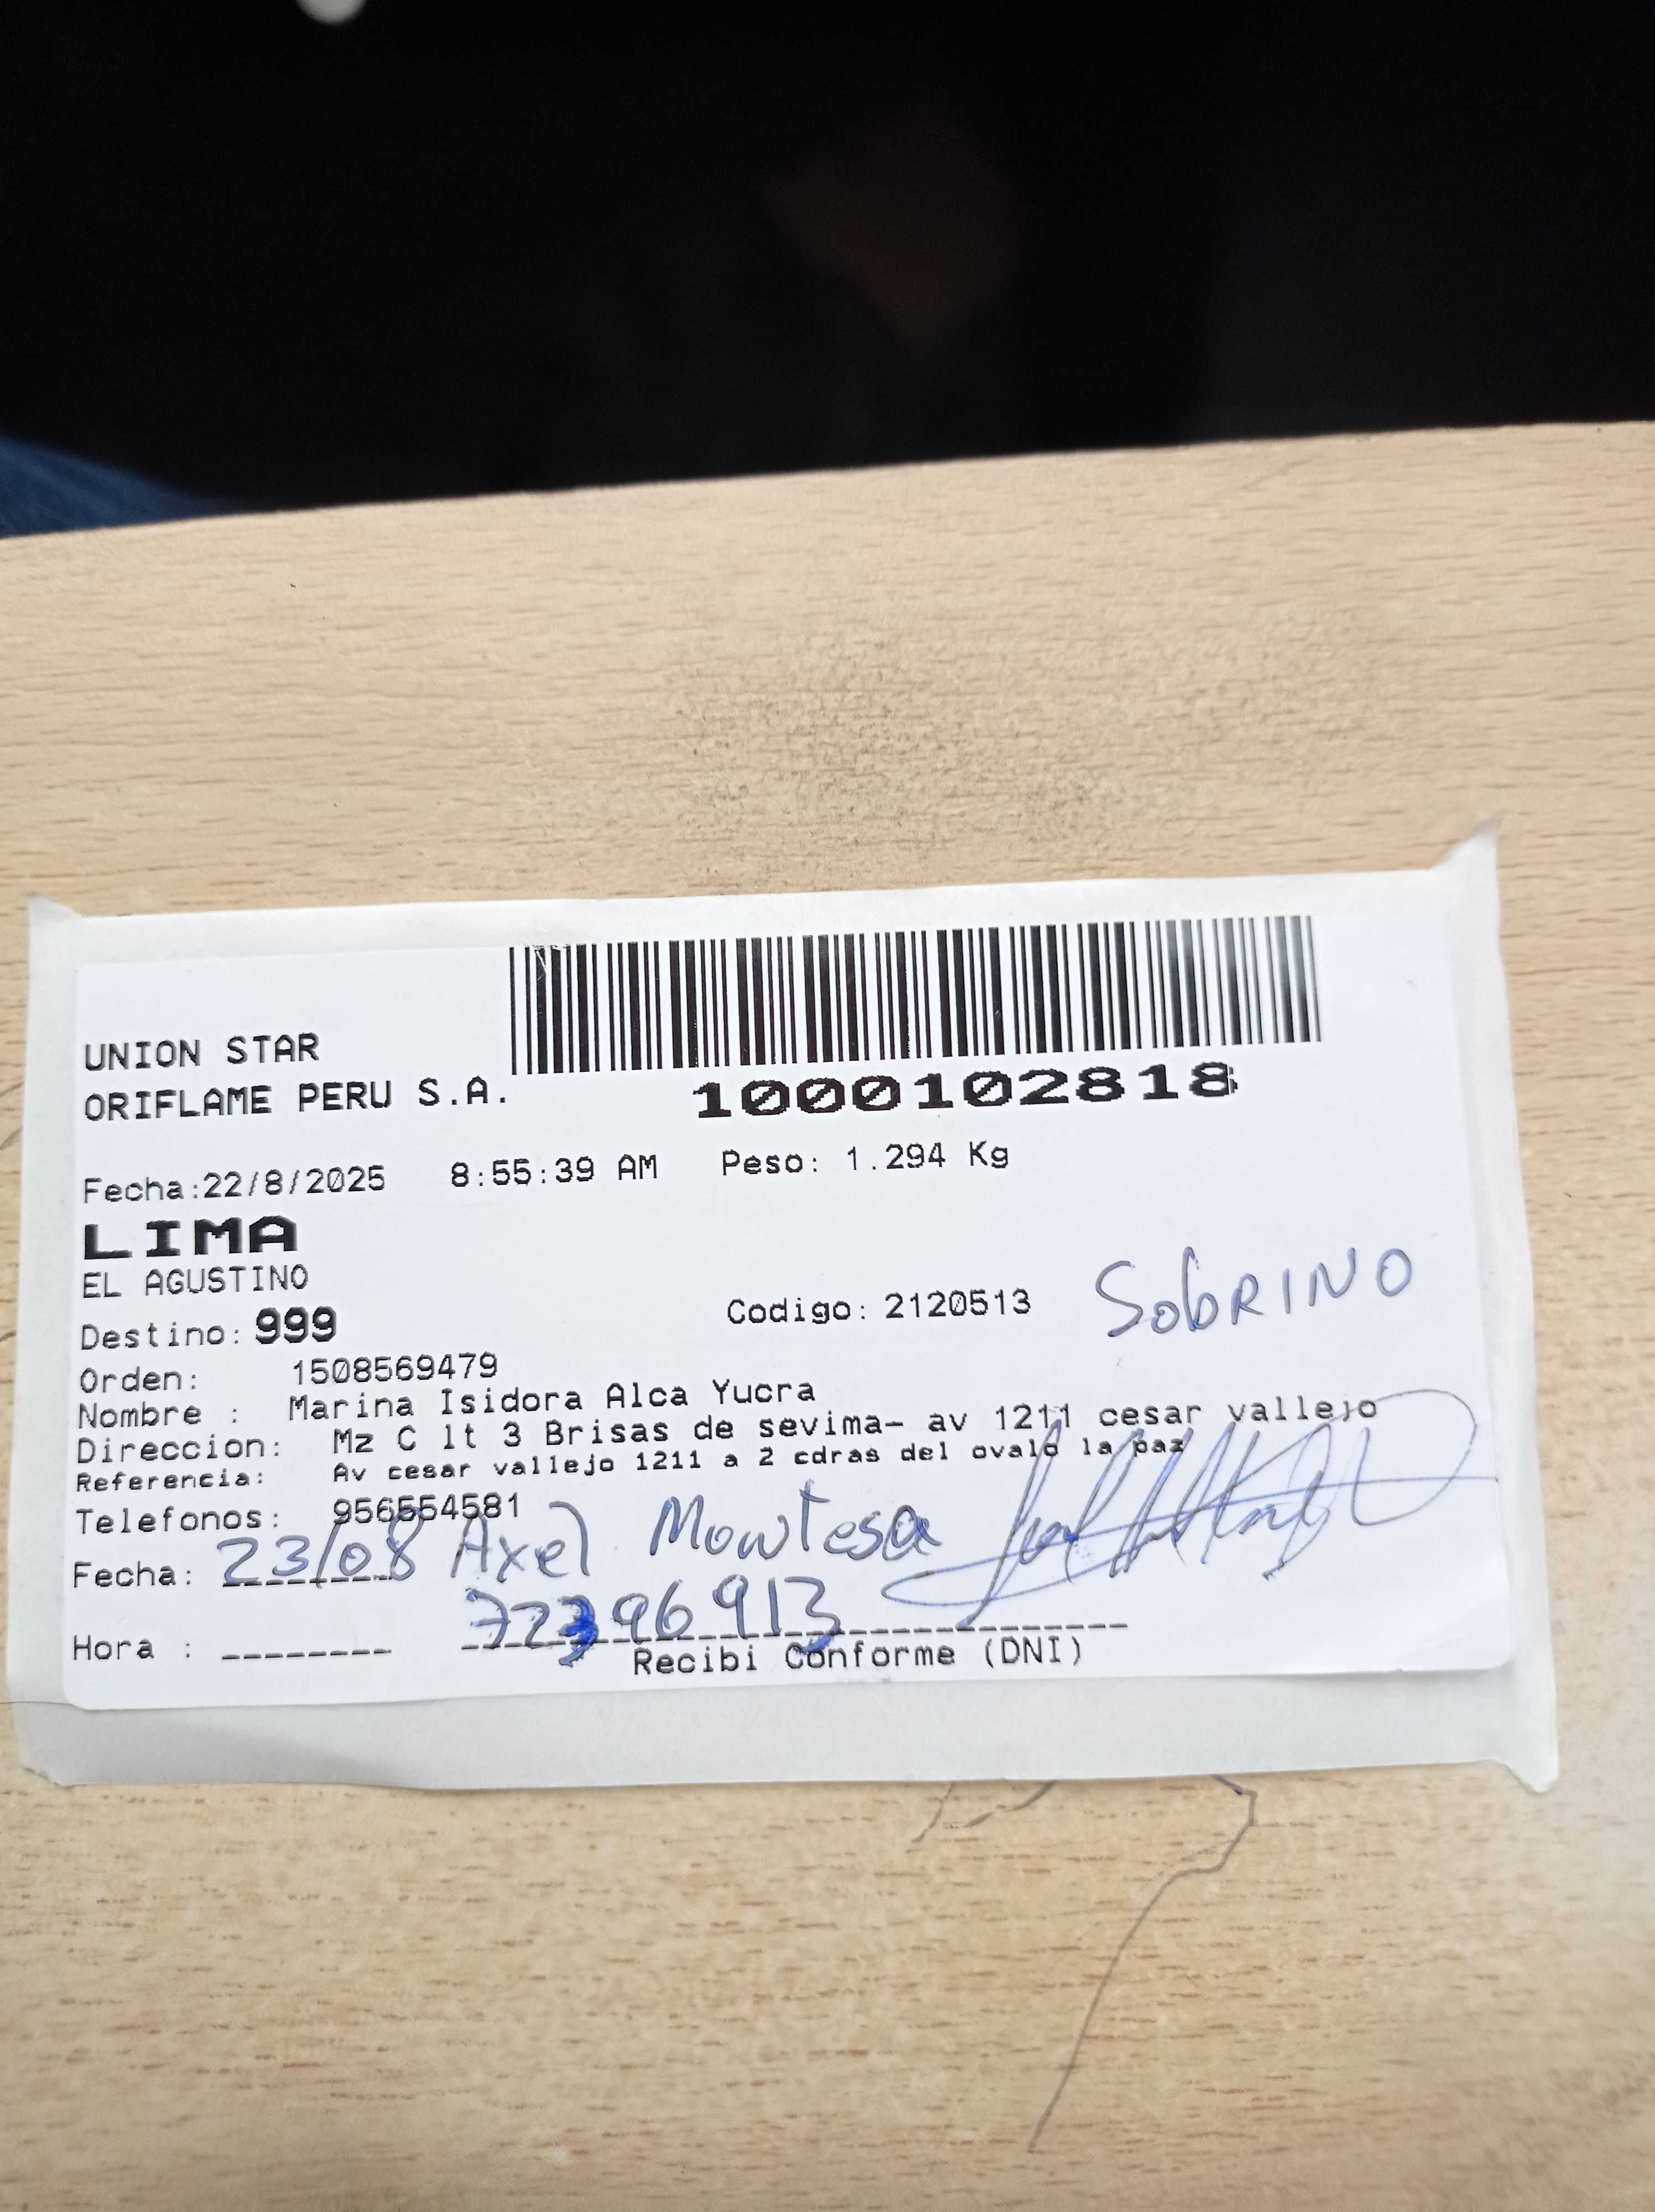 UNION STAR
ORIFLAME PERU S.A.
1000102818
Fecha:22/8/2025 8:55:39 AM Peso: 1.294 Kg
LIMA
EL AGUSTINO
Destino: 999 Codigo: 2120513 SobRINO
Orden: 1508569479
Nombre : Marina Isidora Alca Yucra
Direccion: Mz C lt 3 Brisas de sevima- av 1211 cesar vallejo
Referencia: Av cesar vallejo 1211 a 2 cdras del ovalo la paz
Telefonos: 956554581
Fecha: 23/08 Axel Montesa
72396913
Hora :
Recibi Conforme (DNI)